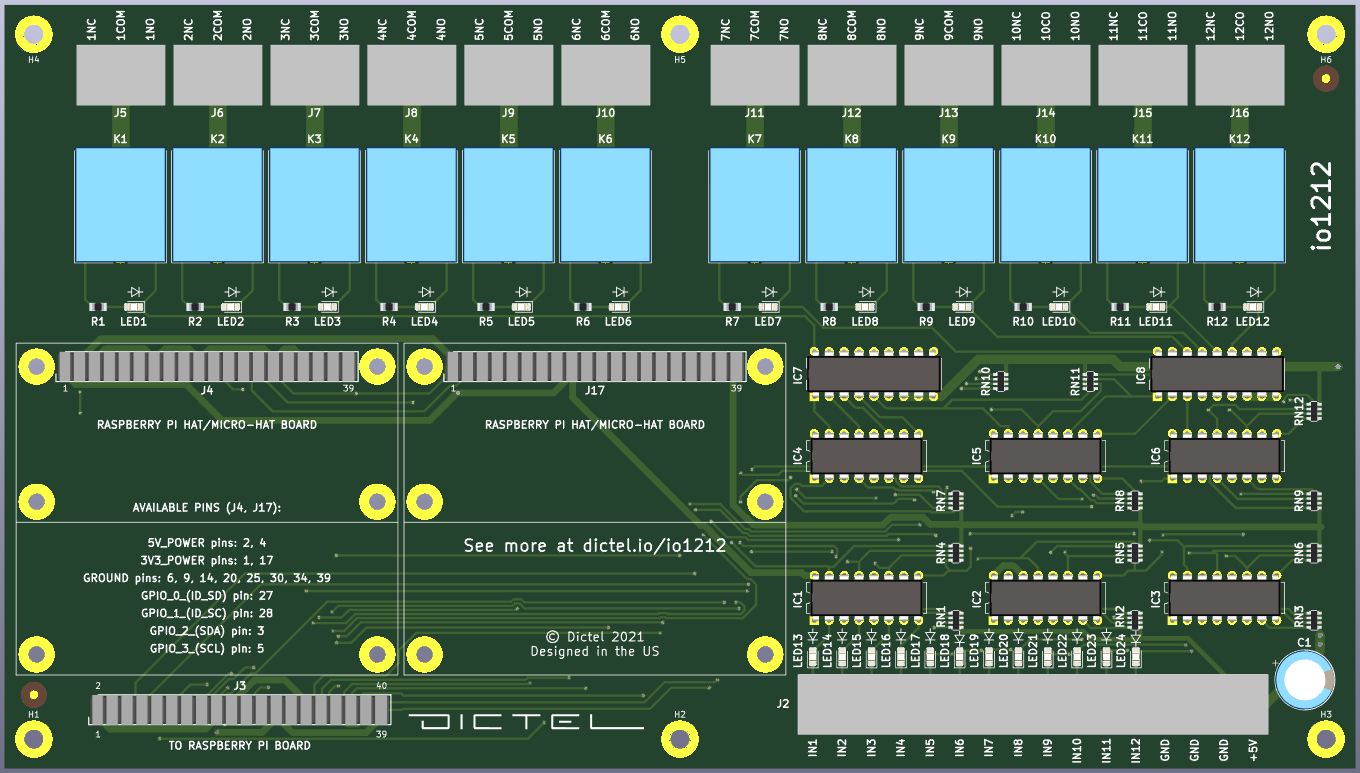 1NC 1COM 1NO 2NC 2COM 2NO 3NC 3COM 3NO 4NC 4COM 4NO 5NC 5COM 5NO 6NC 6COM 6NO 7NC 7COM 7NO 8NC 8COM 8NO 9NC 9COM 9NO 10NC 10CO 10NO 11NC 11CO 11NO 12NC 12CO 12NO
H4 H5 H6
J5 J6 J7 J8 J9 J10 J11 J12 J13 J14 J15 J16
K1 K2 K3 K4 K5 K6 K7 K8 K9 K10 K11 K12
io1212
R1 LED1 R2 LED2 R3 LED3 R4 LED4 R5 LED5 R6 LED6 R7 LED7 R8 LED8 R9 LED9 R10 LED10 R11 LED11 R12 LED12
IC7 RN10 RN11 IC8
1 J4 39 1 J17 39
RN12
RASPBERRY PI HAT/MICRO-HAT BOARD RASPBERRY PI HAT/MICRO-HAT BOARD
IC4 IC5 IC6
RN7 RN8 RN9
AVAILABLE PINS (J4, J17):
5V_POWER pins: 2, 4
3V3_POWER pins: 1, 17
GROUND pins: 6, 9, 14, 20, 25, 30, 34, 39
GPIO_0_(ID_SD) pin: 27
GPIO_1_(ID_SC) pin: 28
GPIO_2_(SDA) pin: 3
GPIO_3_(SCL) pin: 5
See more at dictel.io/io1212
RN4 RN5 RN6
IC1 IC2 IC3
RN1 RN2 RN3
© Dictel 2021
Designed in the US
LED13 LED14 LED15 LED16 LED17 LED18 LED19 LED20 LED21 LED22 LED23 LED24
C1
+
2 J3 40
J2
H1 H2 H3
DICTEL
1 39
TO RASPBERRY PI BOARD
IN1 IN2 IN3 IN4 IN5 IN6 IN7 IN8 IN9 IN10 IN11 IN12 GND GND GND +5V